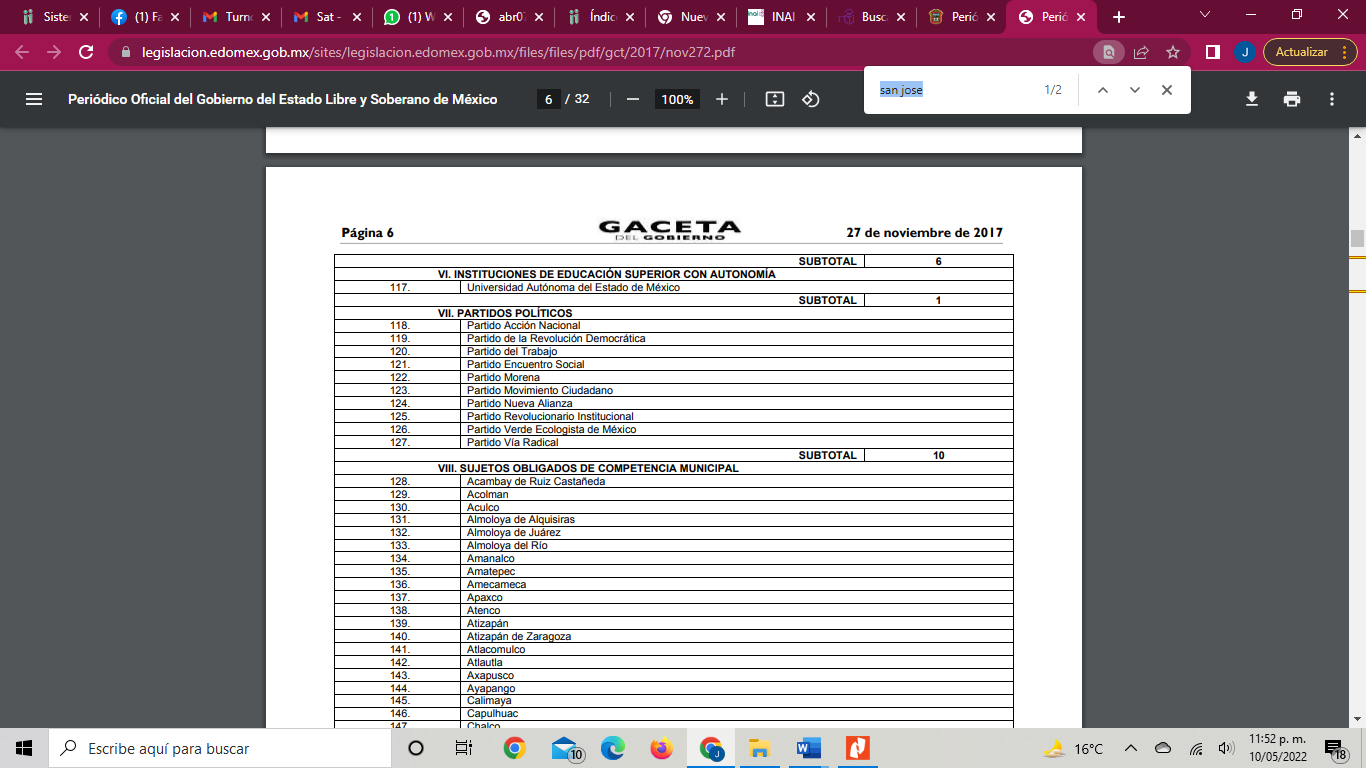 Sister
(1) Fa
Turno
Sat -
(1) W
abr0
Índic
Nuev
INAI
Busc
Perió
Perió
legislacion.edomex.gob.mx/sites/legislacion.edomex.gob.mx/files/files/pdf/gct/2017/nov272.pdf
J
Actualizar
Periódico Oficial del Gobierno del Estado Libre y Soberano de México
6 / 32
100%
san jose
1/2
Página 6
GACETA
DEL GOBIERNO
27 de noviembre de 2017
SUBTOTAL 6
VI. INSTITUCIONES DE EDUCACIÓN SUPERIOR CON AUTONOMÍA
117. Universidad Autónoma del Estado de México
SUBTOTAL 1
VII. PARTIDOS POLÍTICOS
118. Partido Acción Nacional
119. Partido de la Revolución Democrática
120. Partido del Trabajo
121. Partido Encuentro Social
122. Partido Morena
123. Partido Movimiento Ciudadano
124. Partido Nueva Alianza
125. Partido Revolucionario Institucional
126. Partido Verde Ecologista de México
127. Partido Vía Radical
SUBTOTAL 10
VIII. SUJETOS OBLIGADOS DE COMPETENCIA MUNICIPAL
128. Acambay de Ruiz Castañeda
129. Acolman
130. Aculco
131. Almoloya de Alquisiras
132. Almoloya de Juárez
133. Almoloya del Río
134. Amanalco
135. Amatepec
136. Amecameca
137. Apaxco
138. Atenco
139. Atizapán
140. Atizapán de Zaragoza
141. Atlacomulco
142. Atlautla
143. Axapusco
144. Ayapango
145. Calimaya
146. Capulhuac
147. Chalco
Escribe aquí para buscar
10
J
16°C
11:52 p. m.
10/05/2022
18